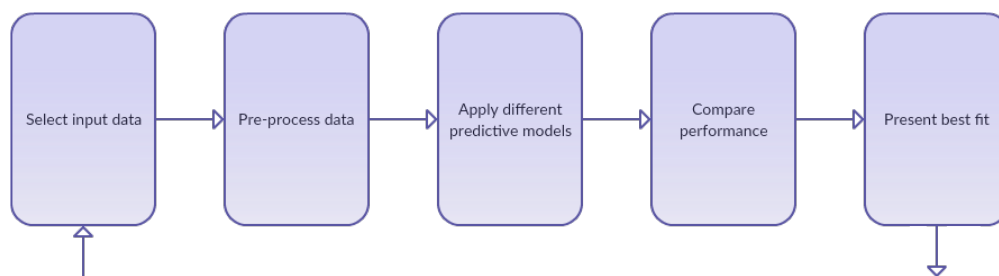 Select input data
Pre-process data
Apply different
predictive models
Compare
performance
Present best fit